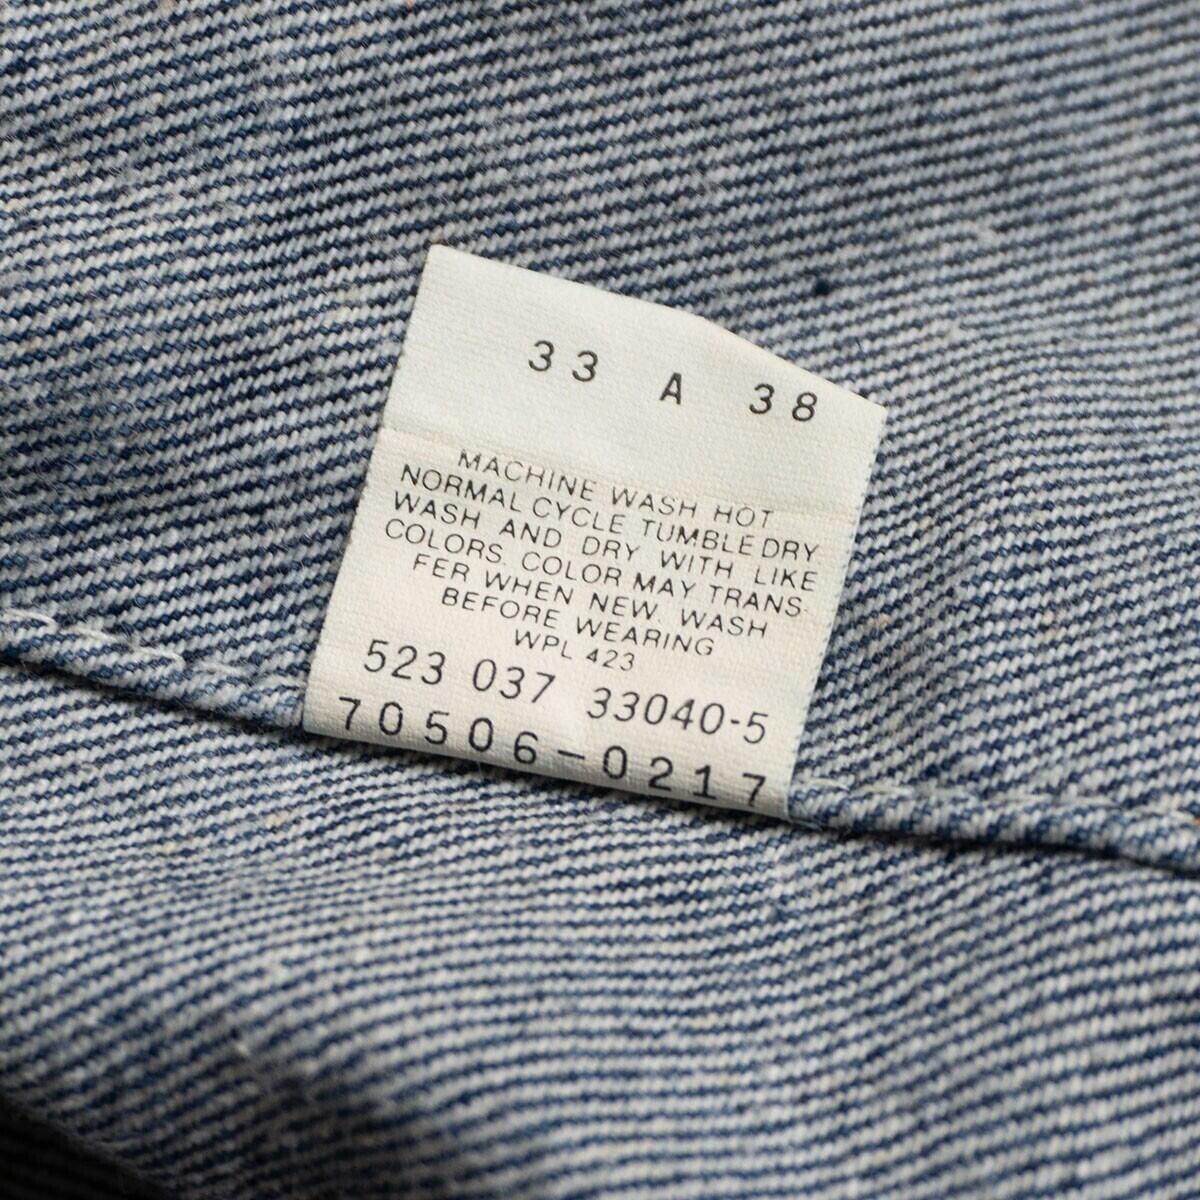 33 A 38
MACHINE WASH HOT
NORMAL CYCLE TUMBLE DRY
WASH AND DRY WITH LIKE
COLORS. COLOR MAY TRANS-
FER WHEN NEW. WASH
BEFORE WEARING
WPL 423
523 037 33040-5
70506-0217